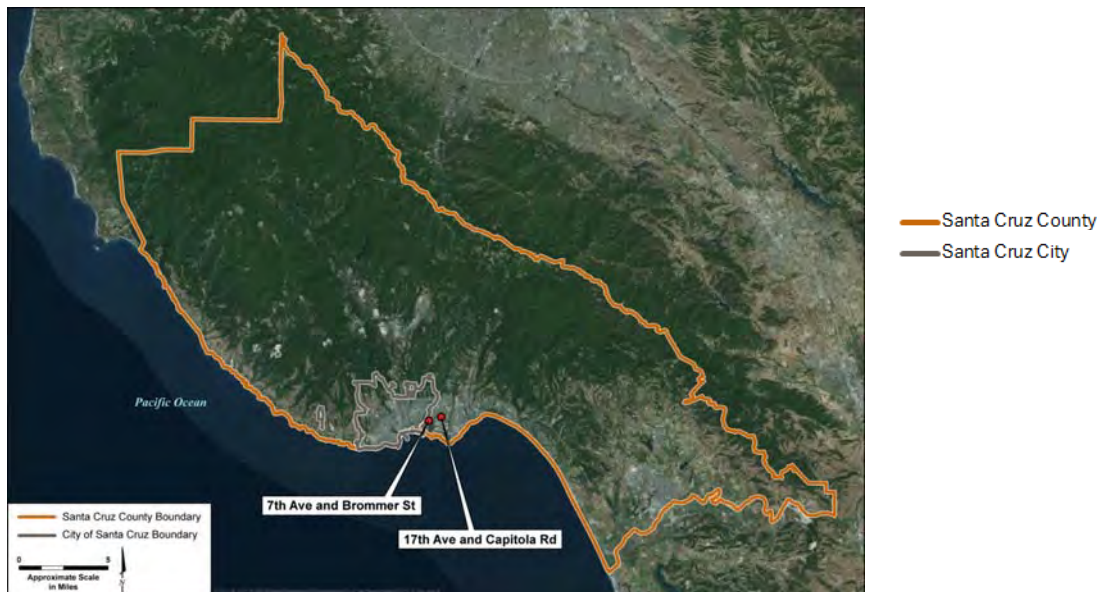 Santa Cruz County
Santa Cruz City
Pacific Ocean
7th Ave and Brommer St
17th Ave and Capitola Rd
Santa Cruz County Boundary
City of Santa Cruz Boundary
0 5
Approximate Scale
in Miles
N